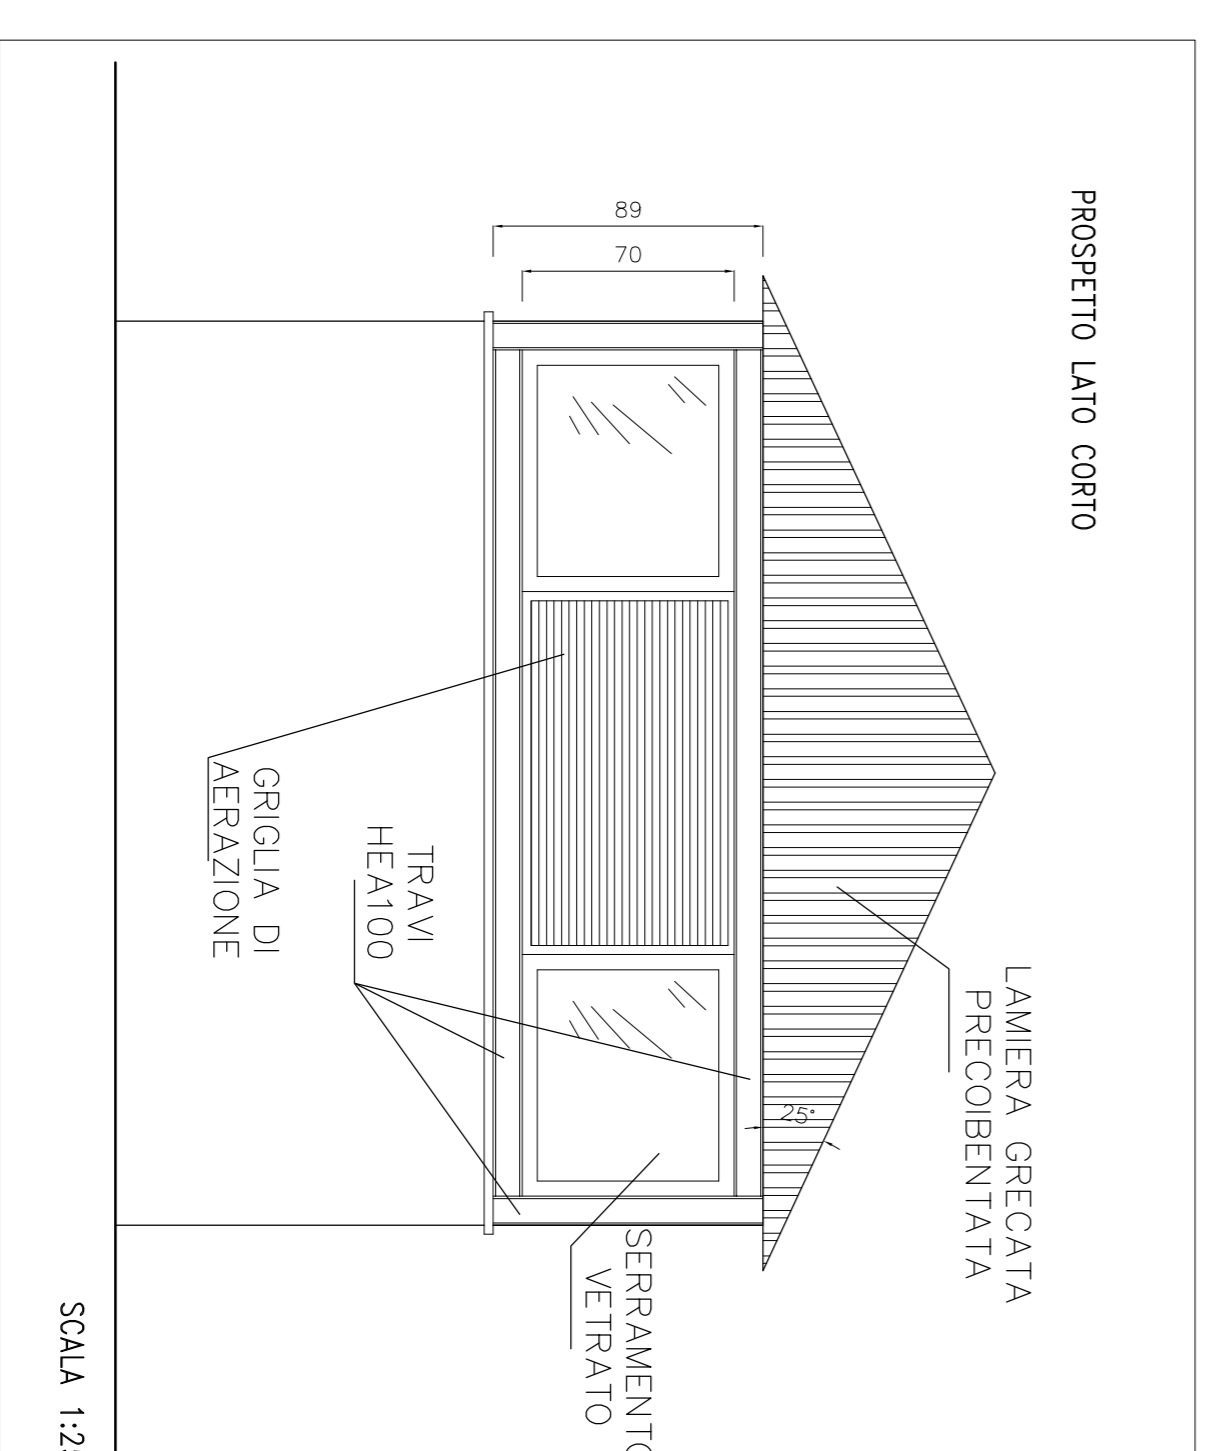 PROSPETTO LATO CORTO
89
70
LAMIERA GRECATA
PRECOIBENTATA
25°
SERRAMENTO
VETRATO
TRAVI
HEA100
GRIGLIA DI
AERAZIONE
SCALA 1:2